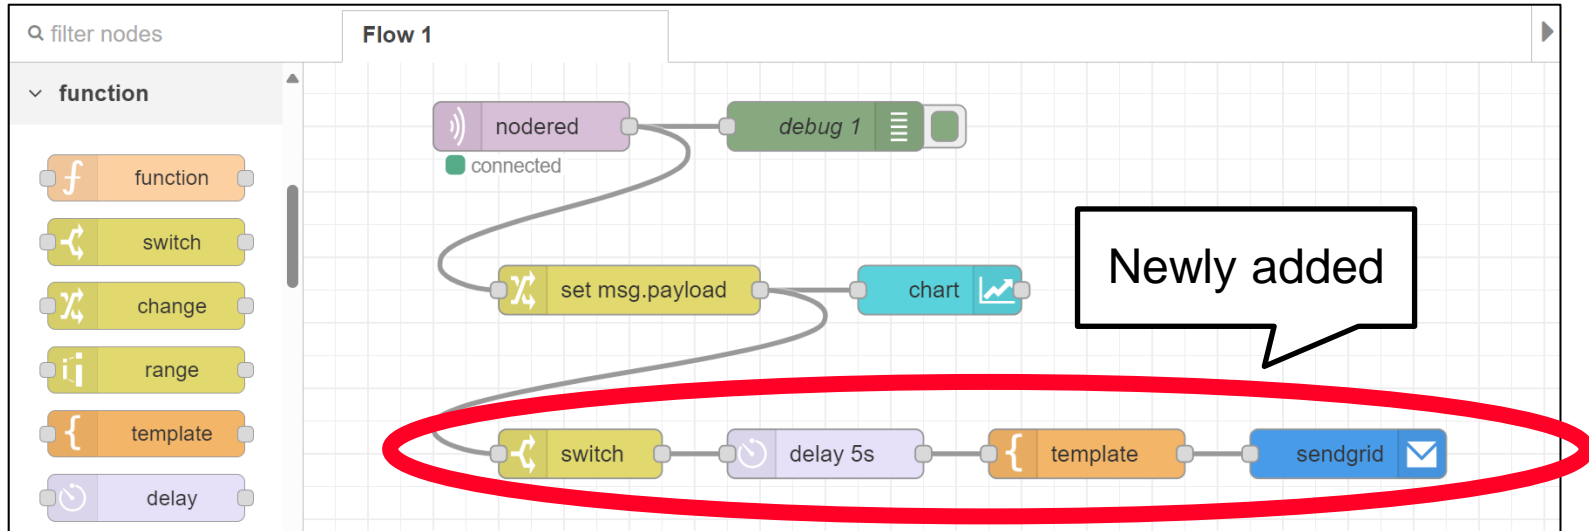 filter nodes
Flow 1
function
nodered
debug 1
connected
function
switch
set msg.payload
chart
Newly added
change
range
template
switch
delay 5s
template
sendgrid
delay